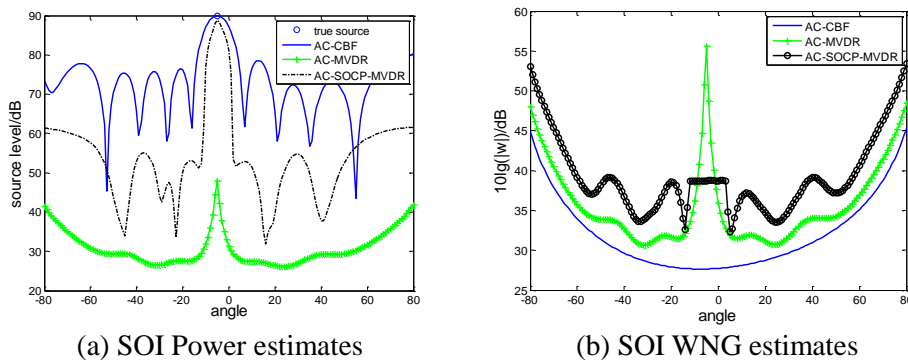 90
80
70
60
50
40
30
20
-80
-60
-40
-20
0
20
40
60
80
source level/dB
angle
true source
AC-CBF
AC-MVDR
AC-SOCP-MVDR
(a) SOI Power estimates
60
55
50
45
40
35
30
25
-80
-60
-40
-20
0
20
40
60
80
10lg(|w|)/dB
angle
AC-CBF
AC-MVDR
AC-SOCP-MVDR
(b) SOI WNG estimates